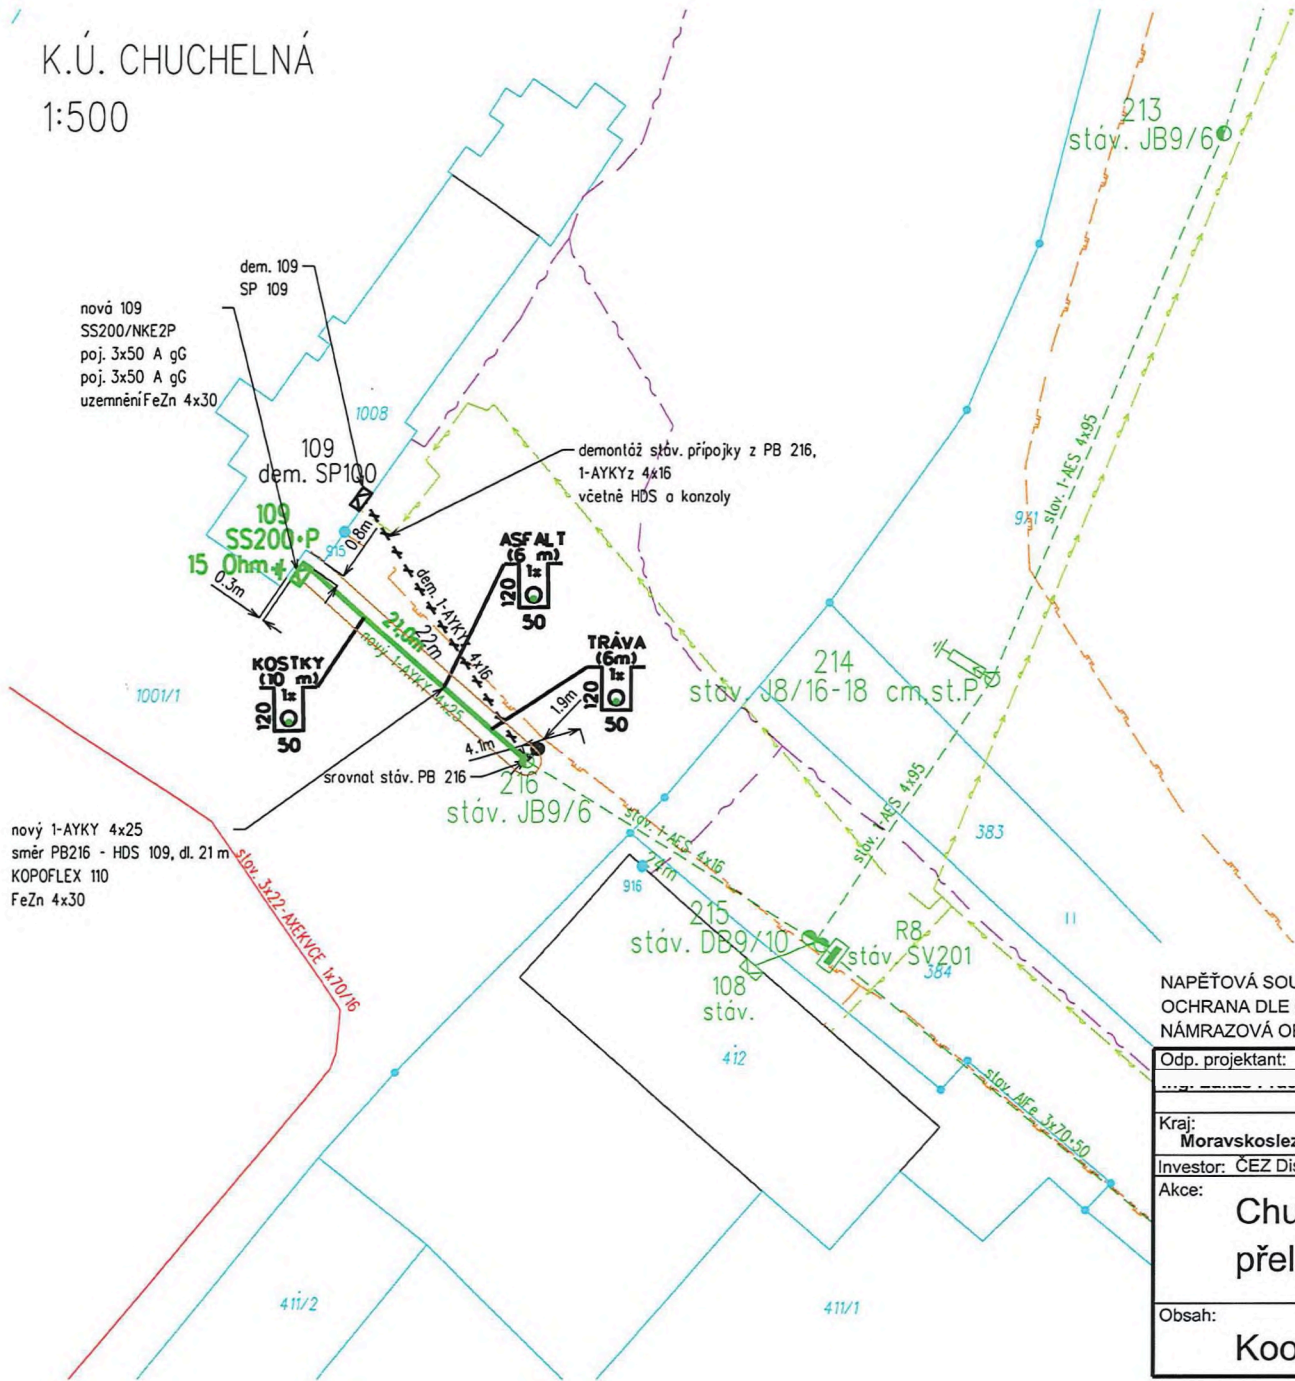 K.Ú. CHUCHELNÁ
1:500
213
stáv. JB9/6
dem. 109
SP 109
nová 109
SS200/NKE2P
poj. 3x50 A gG
poj. 3x50 A gG
uzemnění FeZn 4x30
1008
109
dem. SP100
demontáž stáv. přípojky z PB 216,
1-AYKYz 4x16
včetně HDS a konzoly
stáv. 1-AES 4x95
971
109
SS200+P
15 Ohm
915
0.8m
0.3m
ASFALT
(6 m)
1x
120
50
dem. 1-AYKYz 4x16
22m
21.0m
nový 1-AYKY 4x25
TRÁVA
(6m)
1x
120
50
KOSTKY
(10 m)
1x
120
50
1001/1
214
stáv. J8/16-18 cm,st.P
1.9m
4.1m
srovnat stáv. PB 216
216
stáv. JB9/6
stáv. 1-AES 4x95
383
nový 1-AYKY 4x25
směr PB216 - HDS 109, dl. 21 m
KOPOFLEX 110
FeZn 4x30
stáv. 3x22-AXEKVCE 1x70/16
stáv. 1-AES 4x16
24m
916
215
stáv. DB9/10
R8
stáv. SV201
384
108
stáv.
412
NAPĚŤOVÁ SOU
OCHRANA DLE
NÁMRAZOVÁ O
Odp. projektant:
Kraj:
Moravskoslez
Investor: ČEZ Dis
Akce:
Chu
přel
Obsah:
Koo
stáv. AlFe 3x70+50
411/2
411/1